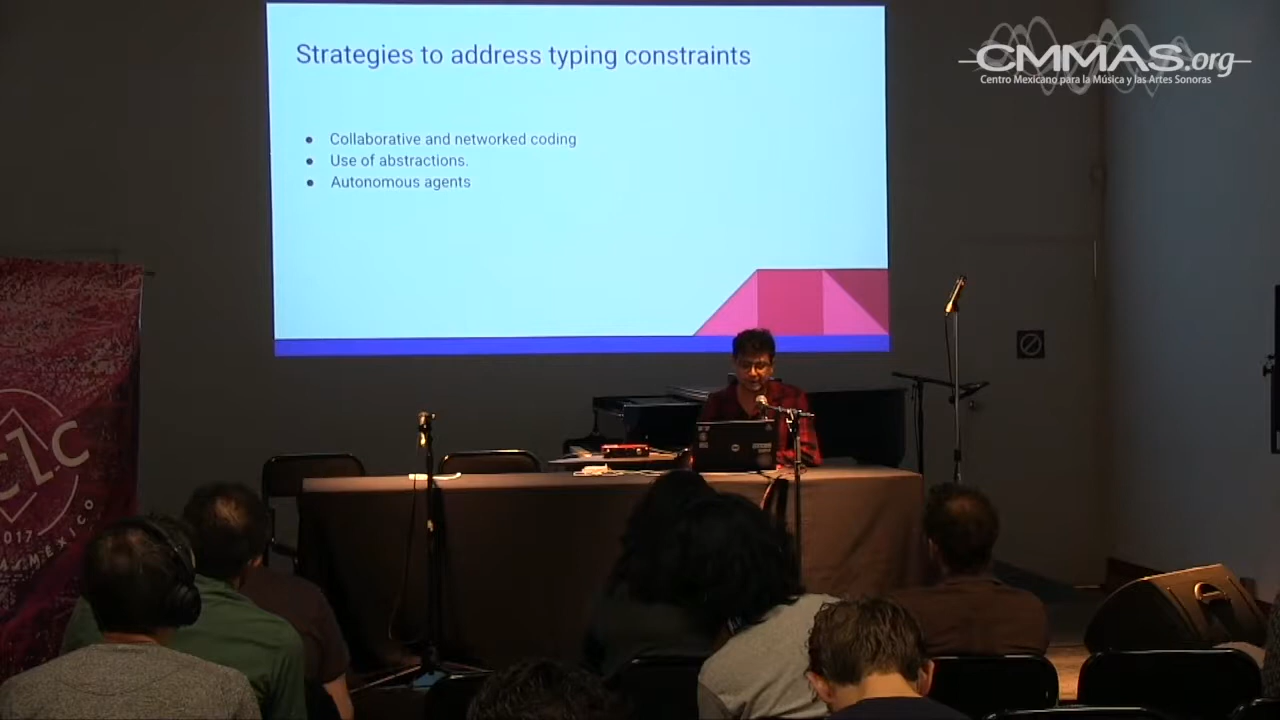 Strategies to address typing constraints
● Collaborative and networked coding
● Use of abstractions.
● Autonomous agents
CMMAS.org
Centro Mexicano para la Música y las Artes Sonoras